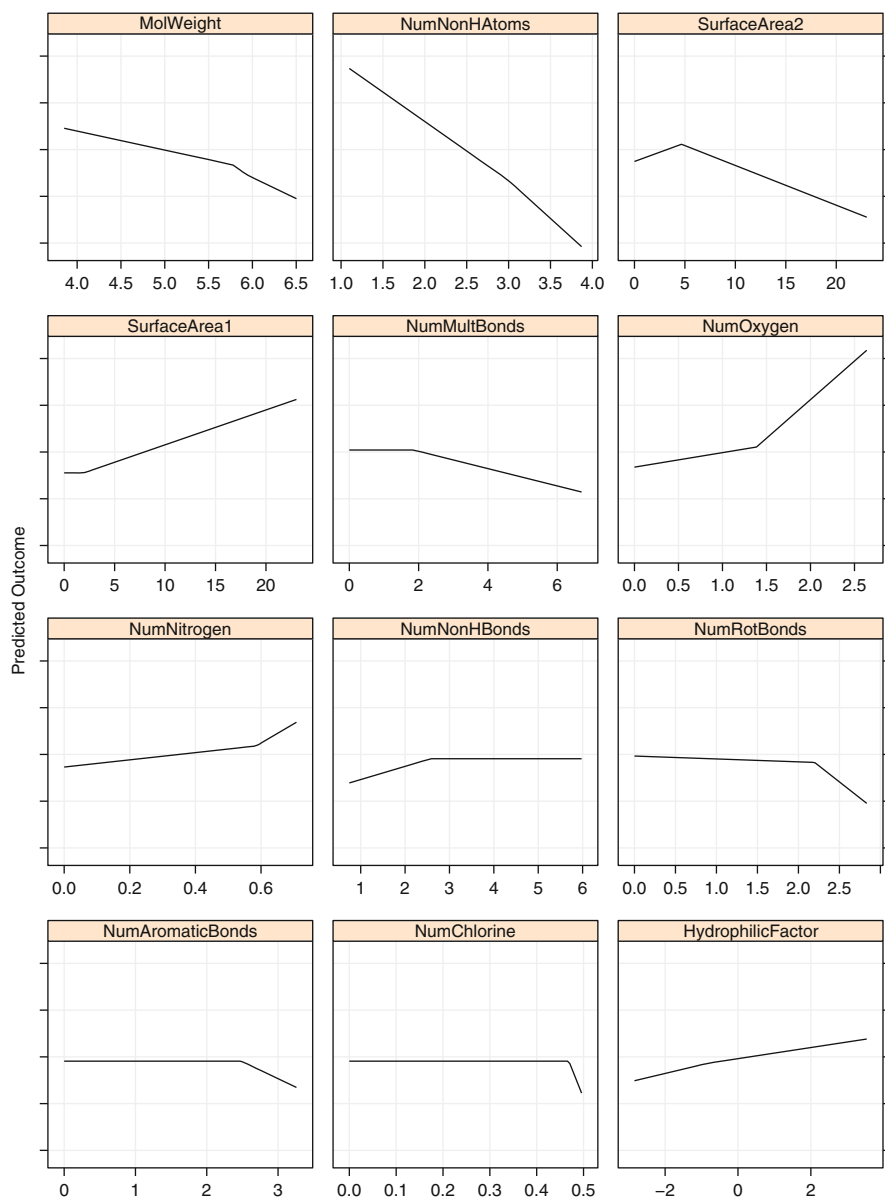 MolWeight NumNonHAtoms SurfaceArea2
4.0 4.5 5.0 5.5 6.0 6.5 1.0 1.5 2.0 2.5 3.0 3.5 4.0 0 5 10 15 20
SurfaceArea1 NumMultBonds NumOxygen
0 5 10 15 20 0 2 4 6 0.0 0.5 1.0 1.5 2.0 2.5
Predicted Outcome
NumNitrogen NumNonHBonds NumRotBonds
0.0 0.2 0.4 0.6 1 2 3 4 5 6 0.0 0.5 1.0 1.5 2.0 2.5
NumAromaticBonds NumChlorine HydrophilicFactor
0 1 2 3 0.0 0.1 0.2 0.3 0.4 0.5 −2 0 2